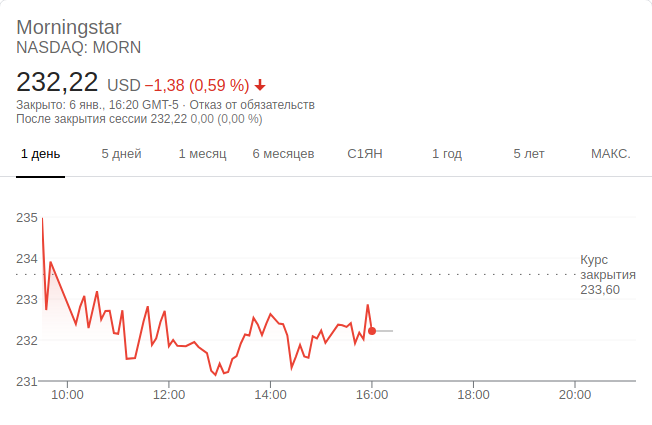 Morningstar
NASDAQ: MORN
232,22 USD −1,38 (0,59 %)
Закрыто: 6 янв., 16:20 GMT-5 · Отказ от обязательств
После закрытия сессии 232,22 0,00 (0,00 %)
1 день 5 дней 1 месяц 6 месяцев С1ЯН 1 год 5 лет МАКС.
235
234
233
232
231
Курс
закрытия
233,60
10:00 12:00 14:00 16:00 18:00 20:00